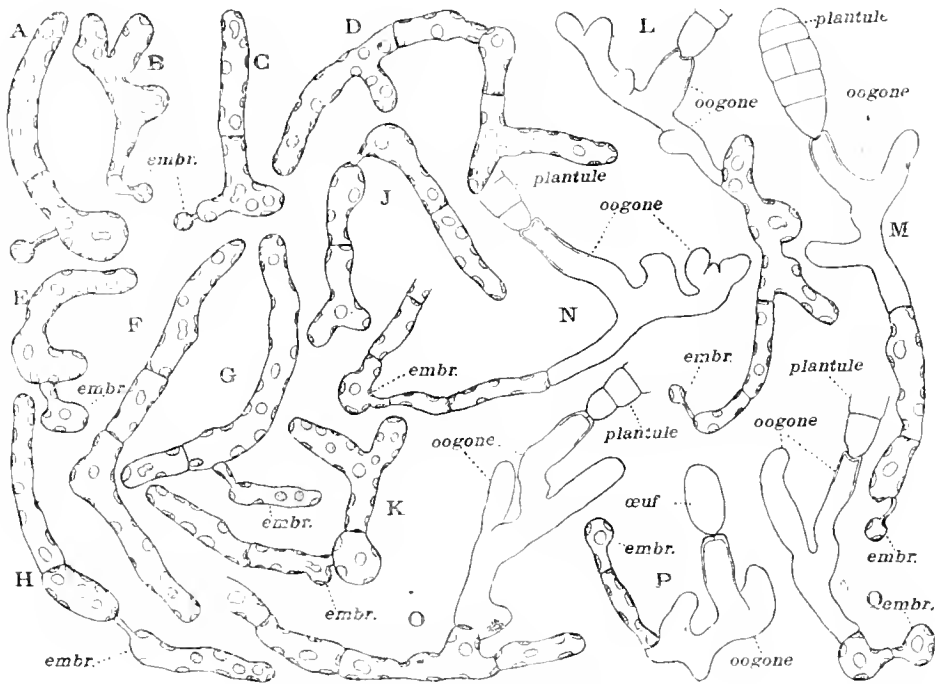 A
B
C
D
L
plantule
oogone
oogone
embr.
plantule
J
oogone
M
E
F
N
embr.
embr.
G
embr.
plantule
oogone
plantule
oogone
embr.
K
œuf
embr.
H
P
embr.
embr.
O
Q
embr.
embr.
oogone